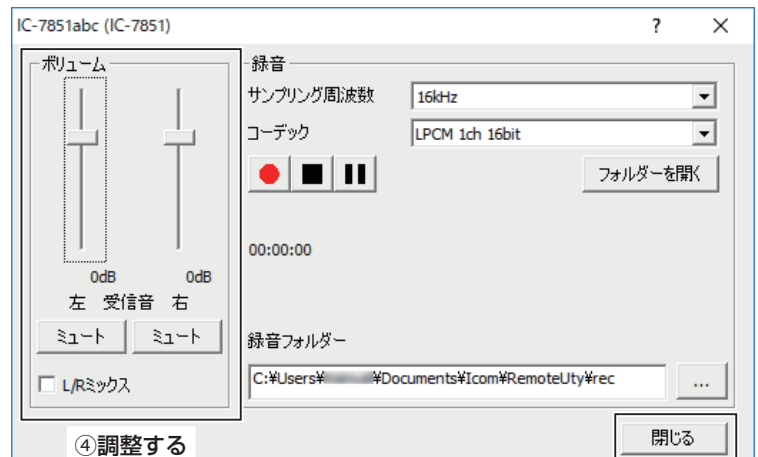 IC-7851abc (IC-7851)
?
ボリューム
0dB 0dB
左 受信音 右
ミュート ミュート
L/Rミックス
④調整する
録音
サンプリング周波数 16kHz
コーデック LPCM 1ch 16bit
フォルダーを開く
00:00:00
録音フォルダー
C:¥Users¥ ¥Documents¥Icom¥RemoteUty¥rec ...
閉じる